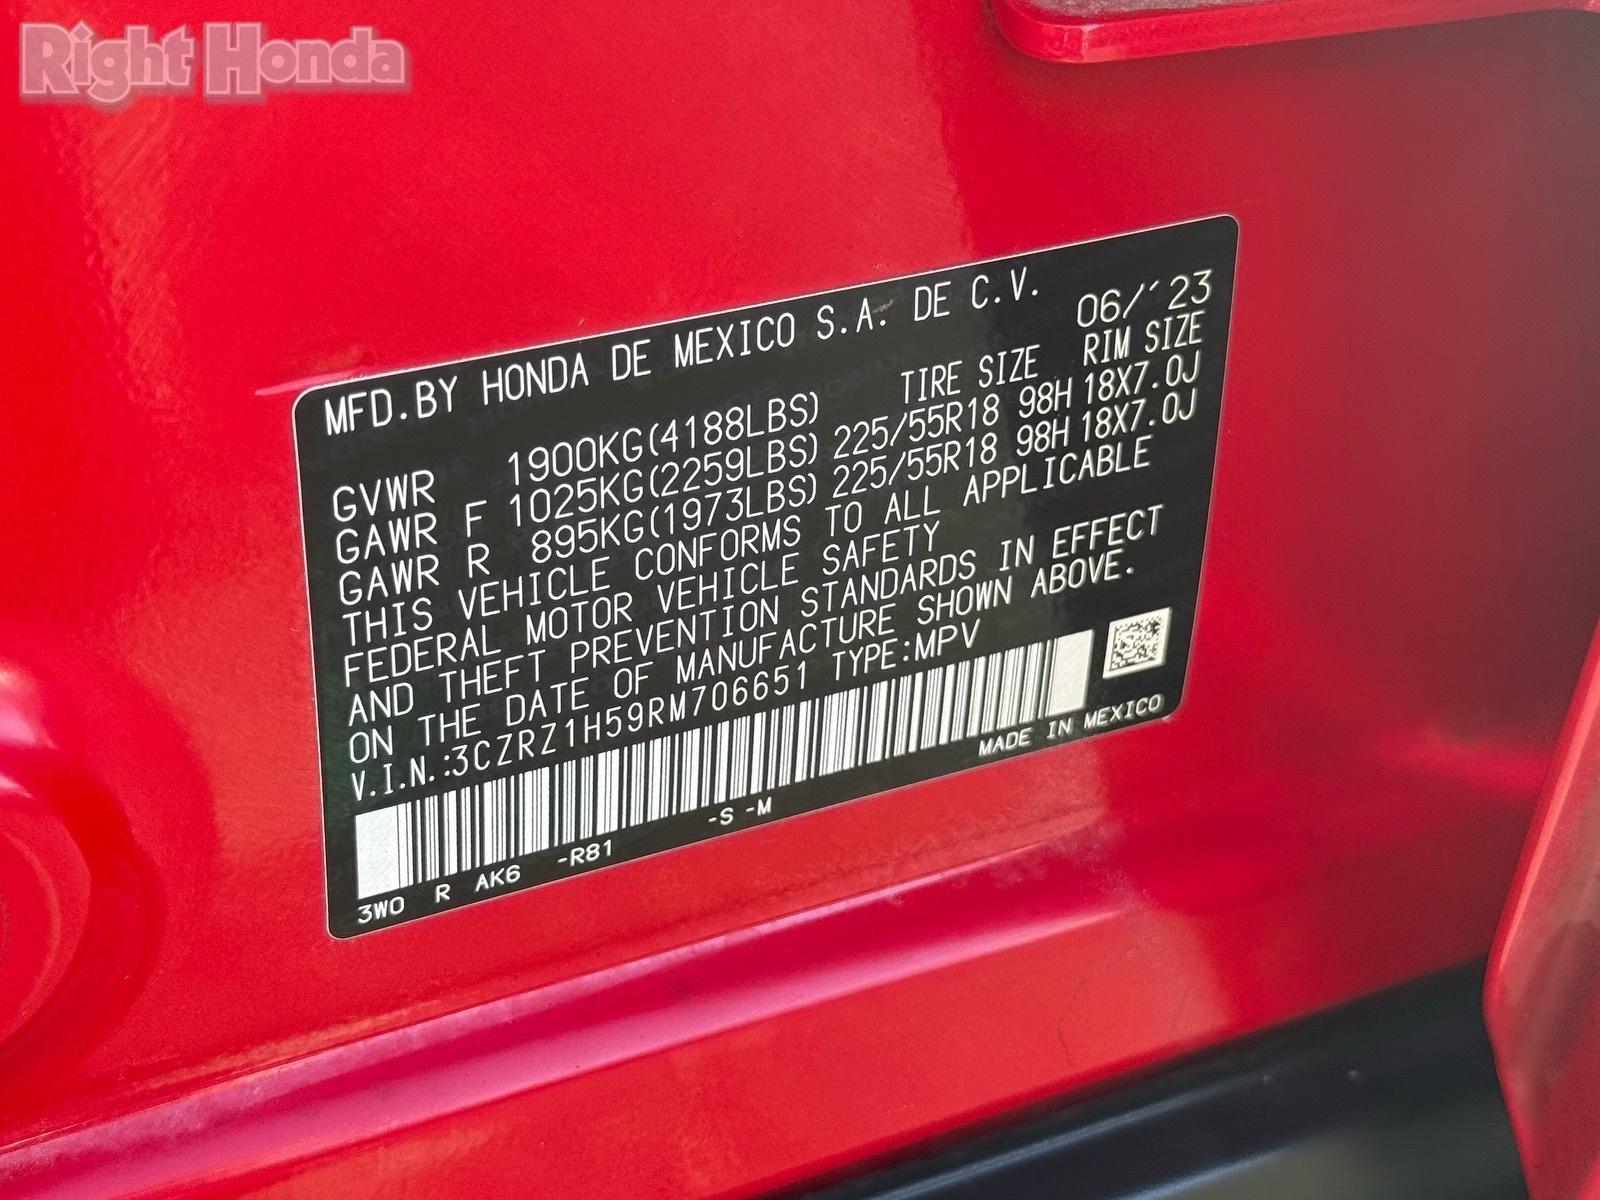 Right Honda
MFD.BY HONDA DE MEXICO S.A. DE C.V. 06/´23
GVWR 1900KG(4188LBS) TIRE SIZE RIM SIZE
GAWR F 1025KG(2259LBS) 225/55R18 98H 18X7.0J
GAWR R 895KG(1973LBS) 225/55R18 98H 18X7.0J
THIS VEHICLE CONFORMS TO ALL APPLICABLE
FEDERAL MOTOR VEHICLE SAFETY
AND THEFT PREVENTION STANDARDS IN EFFECT
ON THE DATE OF MANUFACTURE SHOWN ABOVE.
V.I.N.:3CZRZ1H59RM706651 TYPE:MPV
MADE IN MEXICO
3W0 R AK6 -R81 -S -M